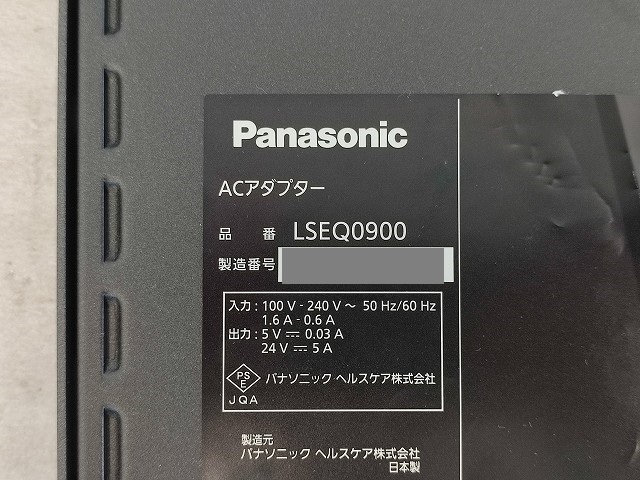 Panasonic
ACアダプター
品 番 LSEQ0900
製造番号
入力 : 100 V - 240 V ～ 50 Hz/60 Hz
1.6 A - 0.6 A
出力 : 5 V ⎓ 0.03 A
24 V ⎓ 5 A
PS
E
JQA
パナソニック ヘルスケア株式会社
製造元
パナソニック ヘルスケア株式会社
日本製